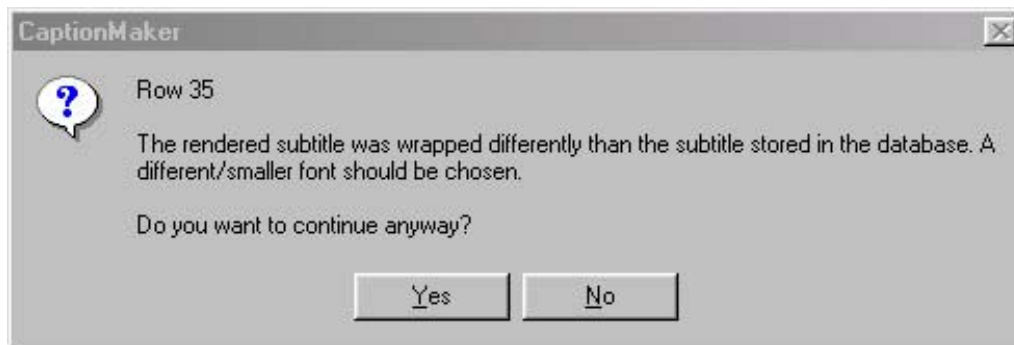 CaptionMaker
Row 35
The rendered subtitle was wrapped differently than the subtitle stored in the database. A
different/smaller font should be chosen.
Do you want to continue anyway?
Yes No